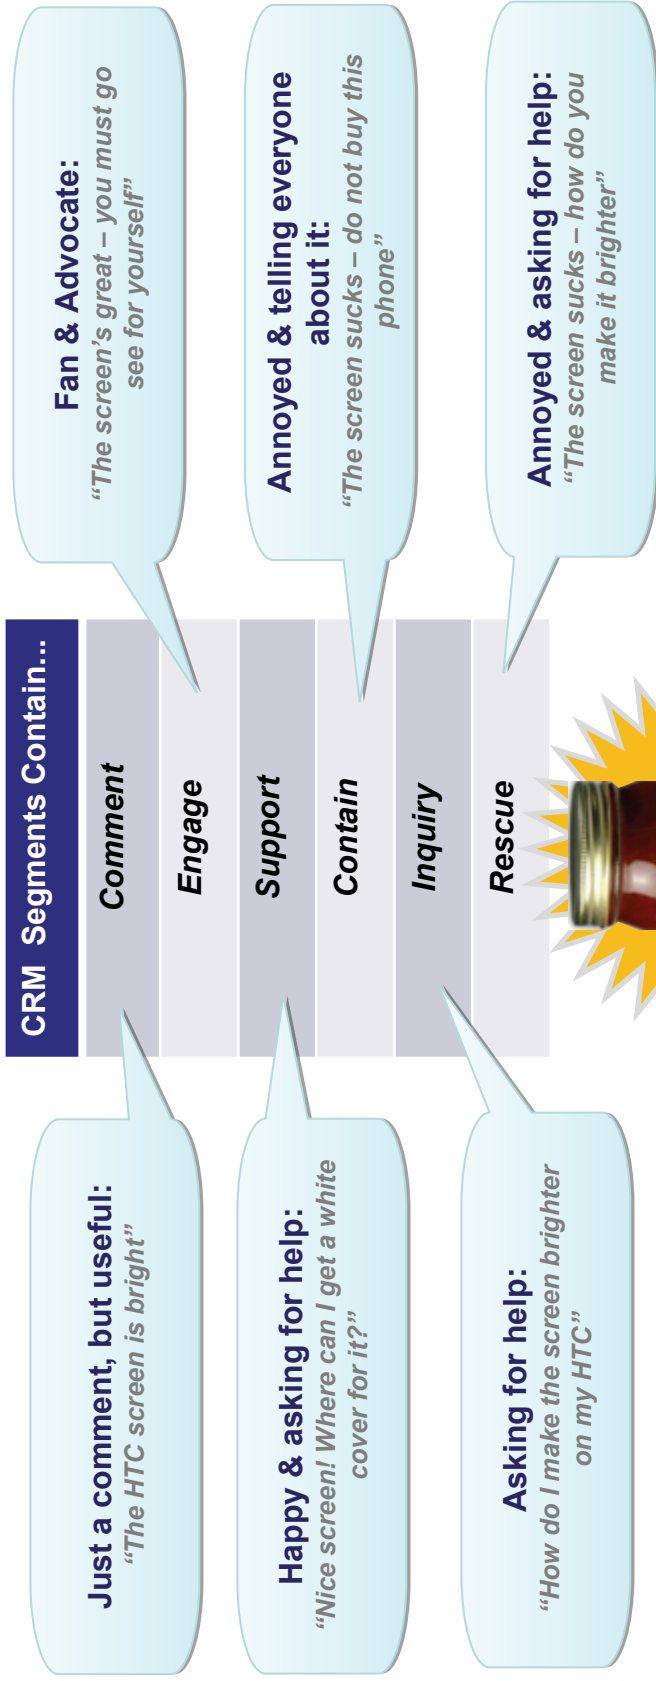 CRM  Segments Contain...
Comment
Engage
Support
Contain
Inquiry
Rescue
Just a comment, but useful:
“The HTC screen is bright”
Fan & Advocate:
“The screen’s great – you must go
see for yourself”
Happy & asking for help:
“Nice screen! Where can I get a white
cover for it?”
Annoyed & telling everyone
about it:
“The screen sucks – do not buy this
phone”
Asking for help:
“How do I make the screen brighter
on my HTC”
Annoyed & asking for help:
“The screen sucks – how do you
make it brighter”